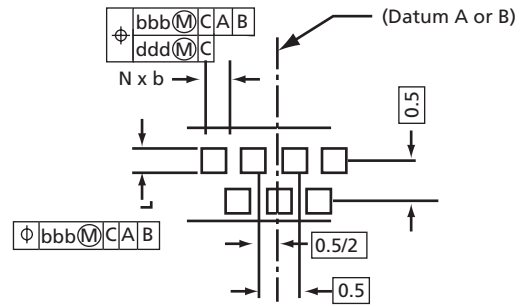 ⌖ bbbⓂ C A B
dddⓂ C
(Datum A or B)
N x b
0.5
L
⌀ bbbⓂ C A B
0.5/2
0.5